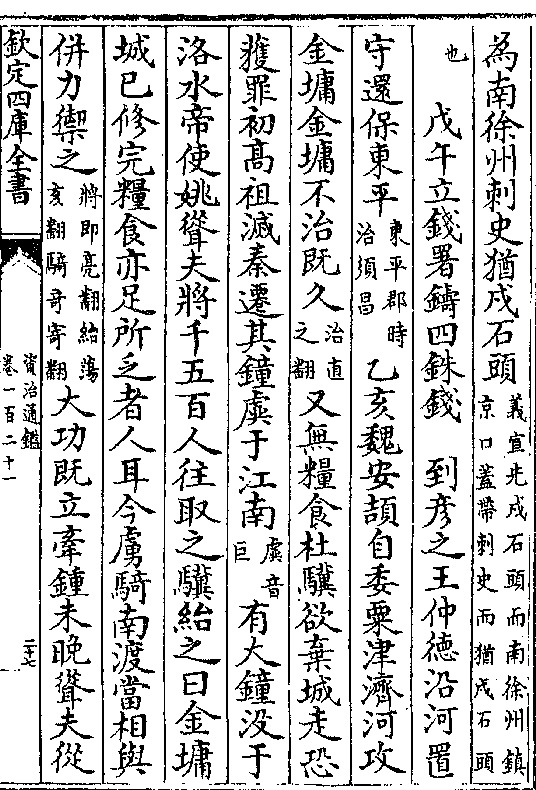 為南徐州刺史猶戍石頭義宣先戍石頭而南徐州鎮京口蓋帶刺史而猶戍石頭
也　戊午立錢署鑄四銖錢　到彦之王仲德沿河置
守還保東平東平郡時治須昌乙亥魏安頡自委粟津濟河攻
金墉金墉不治既久治直之翻又無糧食杜驥欲棄城走恐
獲罪初髙祖滅秦遷其鐘虡于江南虡音巨有大鐘没于
洛水帝使姚聳夫將千五百人往取之驥紿之曰金墉
城已修完糧食亦足所乏者人耳今虜騎南渡當相與
併力禦之將即亮翻紿蕩亥翻騎奇寄翻大功既立牽鍾未晚聳夫從
欽定四庫全書
資治通鑑
卷一百二十一
二十七